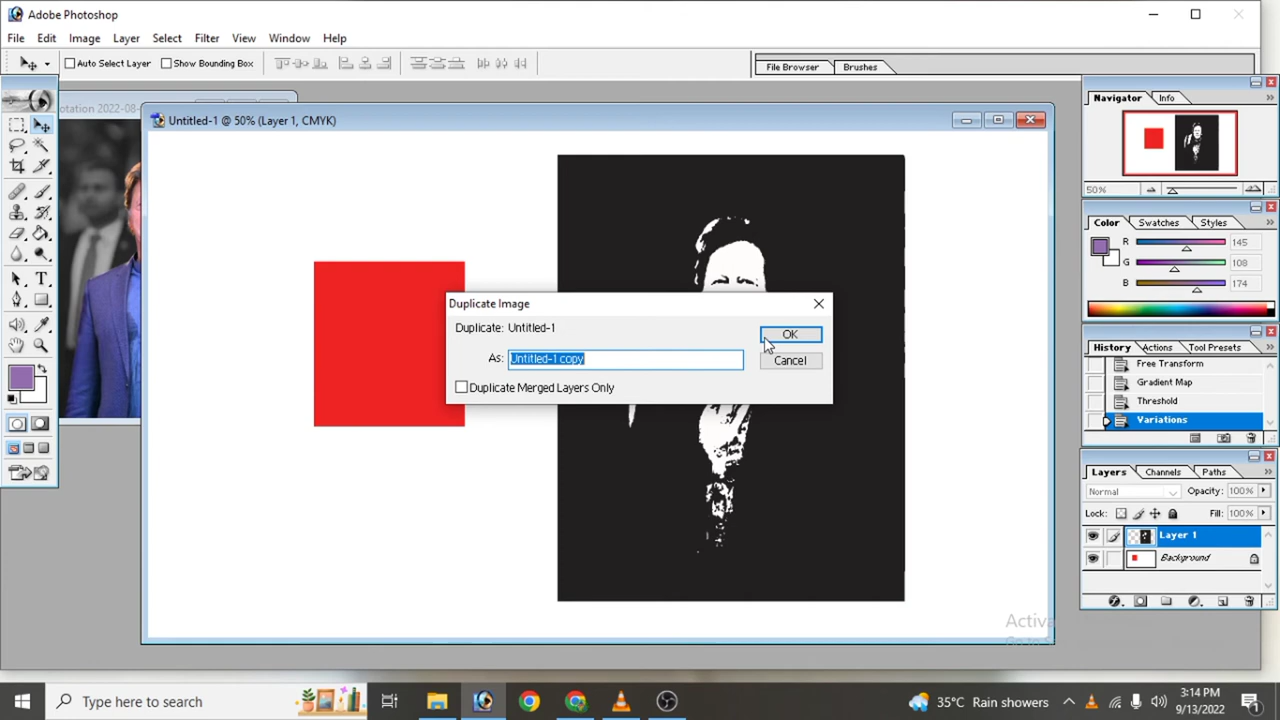 Adobe Photoshop
File Edit Image Layer Select Filter View Window Help
Auto Select Layer Show Bounding Box
File Browser Brushes
otation 2022-08-
Untitled-1 @ 50% (Layer 1, CMYK)
Navigator Info
50%
Color Swatches Styles
R 145
G 108
B 174
Duplicate Image
Duplicate: Untitled-1
OK
As: Untitled-1 copy
Cancel
Duplicate Merged Layers Only
History Actions Tool Presets
Free Transform
Gradient Map
Threshold
Variations
Layers Channels Paths
Normal Opacity: 100%
Lock: Fill: 100%
Layer 1
Background
Activa
Type here to search
35°C Rain showers
3:14 PM
9/13/2022
1